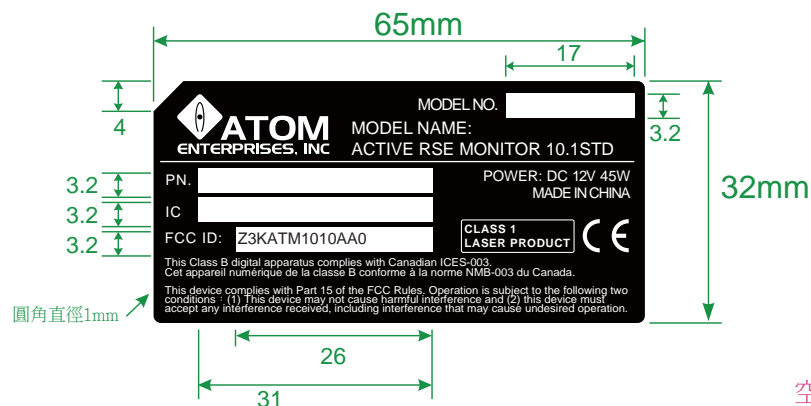 65mm
17
4
3.2
MODEL NO.
ATOM
ENTERPRISES, INC
MODEL NAME:
ACTIVE RSE MONITOR 10.1STD
32mm
3.2
PN.
POWER: DC 12V 45W
MADE IN CHINA
3.2
IC
3.2
FCC ID: Z3KATM1010AA0
CLASS 1
LASER PRODUCT
CE
This Class B digital apparatus complies with Canadian ICES-003.
Cet appareil numérique de la classe B conforme à la norme NMB-003 du Canada.
This device complies with Part 15 of the FCC Rules. Operation is subject to the following two
conditions : (1) This device may not cause harmful interference and (2) this device must
accept any interference received, including interference that may cause undesired operation.
圓角直徑1mm
26
31
空